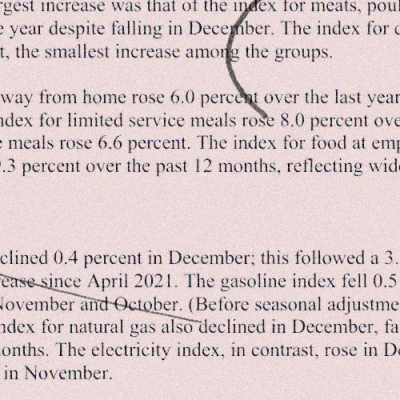 rgest increase was that of the index for meats, poul
e year despite falling in December. The index for d
t, the smallest increase among the groups.
way from home rose 6.0 percent over the last year
ndex for limited service meals rose 8.0 percent ove
e meals rose 6.6 percent. The index for food at emp
9.3 percent over the past 12 months, reflecting wid
clined 0.4 percent in December; this followed a 3.
ease since April 2021. The gasoline index fell 0.5
November and October. (Before seasonal adjustme
ndex for natural gas also declined in December, fa
onths. The electricity index, in contrast, rose in De
in November.